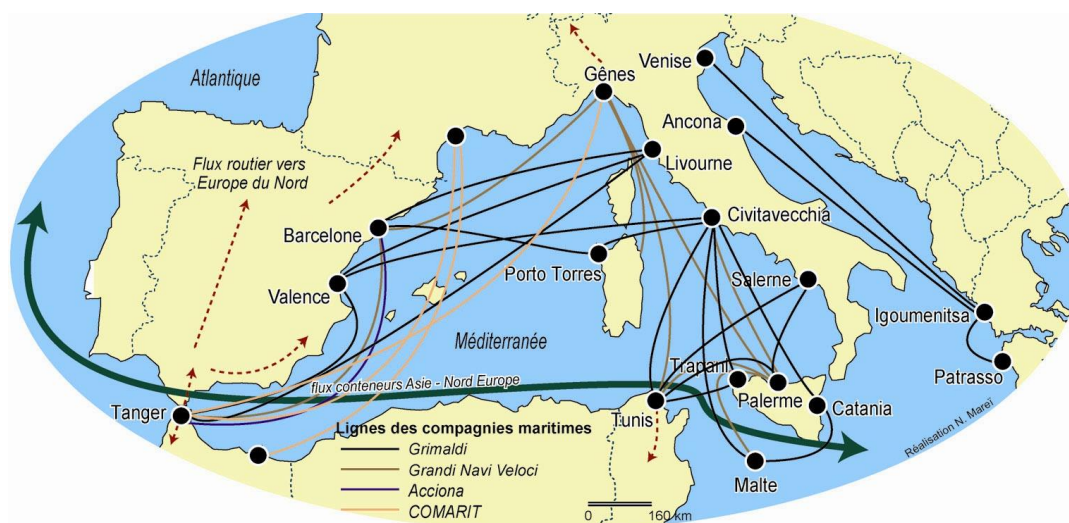 Atlantique
Venise
Gênes
Ancona
Flux routier vers
Europe du Nord
Livourne
Civitavecchia
Barcelone
Porto Torres
Salerne
Valence
Igoumenitsa
Méditerranée
Trapani
Patrasso
flux conteneurs Asie - Nord Europe
Palerme
Catania
Tanger
Tunis
Réalisation N. Mareï
Lignes des compagnies maritimes
Grimaldi
Grandi Navi Veloci
Malte
Acciona
COMARIT
0 160 km